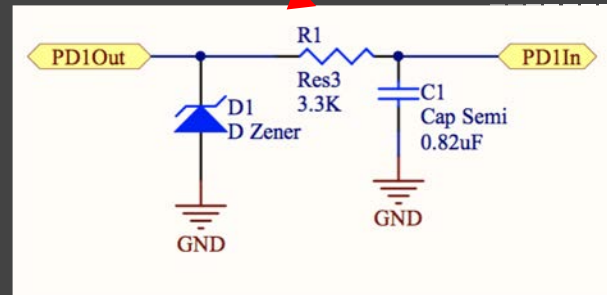 R1
PD1Out
PD1In
Res3
3.3K
D1
D Zener
C1
Cap Semi
0.82uF
GND
GND